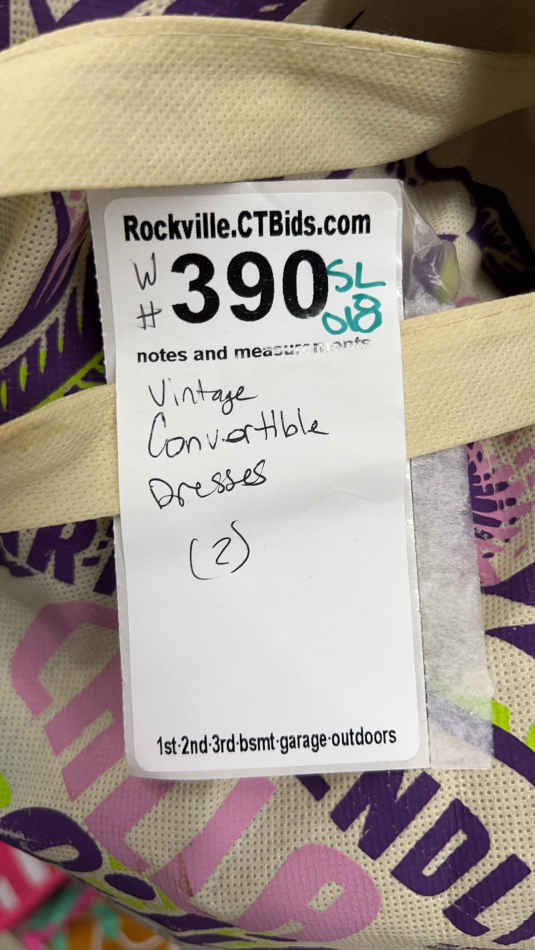 Rockville.CTBids.com
W # 390 SL 018
notes and measurements
Vintage
Convertible
Dresses
(2)
1st·2nd·3rd·bsmt·garage·outdoors